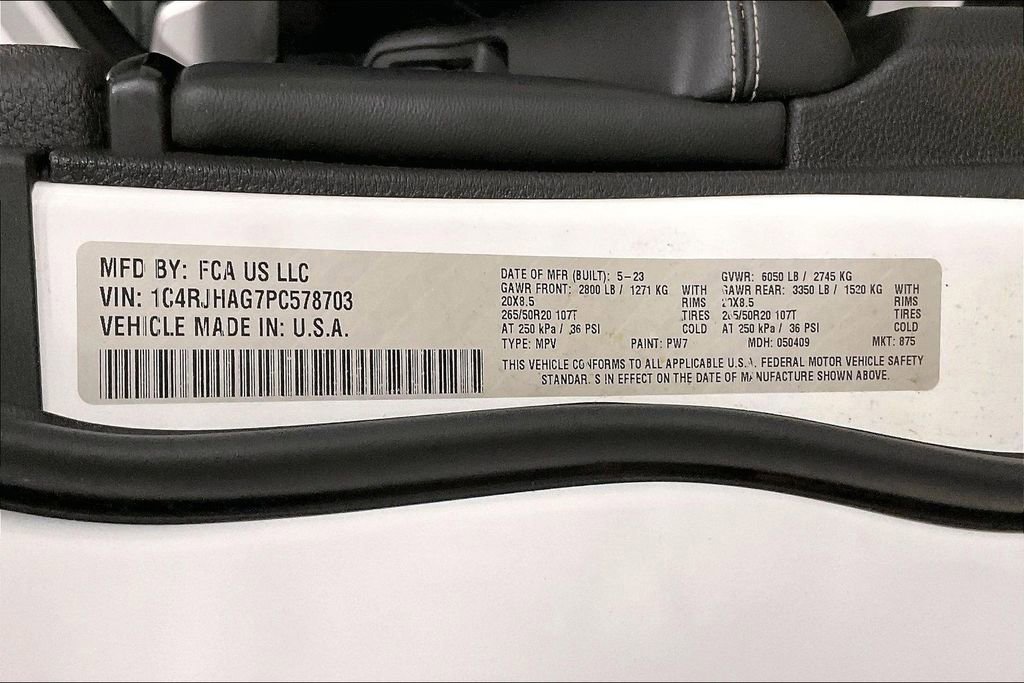 MFD BY: FCA US LLC
VIN: 1C4RJHAG7PC578703
VEHICLE MADE IN: U.S.A.
DATE OF MFR (BUILT): 5-23
GAWR FRONT: 2800 LB / 1271 KG WITH
20X8.5 RIMS
265/50R20 107T TIRES
AT 250 kPa / 36 PSI COLD
TYPE: MPV PAINT: PW7
GVWR: 6050 LB / 2745 KG
GAWR REAR: 3350 LB / 1520 KG WITH
20X8.5 RIMS
265/50R20 107T TIRES
AT 250 kPa / 36 PSI COLD
MDH: 050409 MKT: 875
THIS VEHICLE CONFORMS TO ALL APPLICABLE U.S.A. FEDERAL MOTOR VEHICLE SAFETY
STANDARDS IN EFFECT ON THE DATE OF MANUFACTURE SHOWN ABOVE.